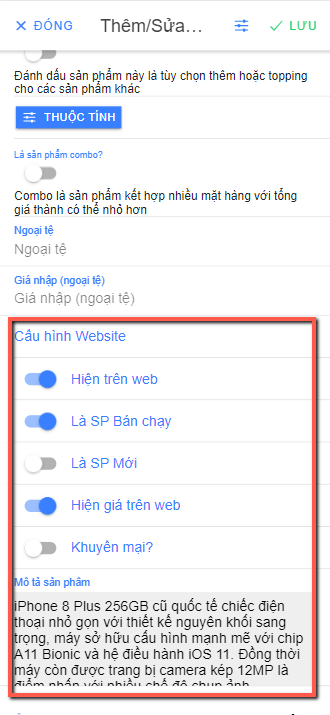 ĐÓNG
Thêm/Sửa...
LƯU
Đánh dấu sản phẩm này là tùy chọn thêm hoặc topping
cho các sản phẩm khác
THUỘC TÍNH
Là sản phẩm combo?
Combo là sản phẩm kết hợp nhiều mặt hàng với tổng
giá thành có thể nhỏ hơn
Ngoại tệ
Ngoại tệ
Giá nhập (ngoại tệ)
Giá nhập (ngoại tệ)
Cấu hình Website
Hiện trên web
Là SP Bán chạy
Là SP Mới
Hiện giá trên web
Khuyến mại?
Mô tả sản phẩm
iPhone 8 Plus 256GB cũ quốc tế chiếc điện
thoại nhỏ gọn với thiết kế nguyên khối sang
trọng, máy sở hữu cấu hình mạnh mẽ với chip
A11 Bionic và hệ điều hành iOS 11. Đồng thời
máy còn được trang bị camera kép 12MP là
điểm nhấn với nhiều chế độ chụp ảnh